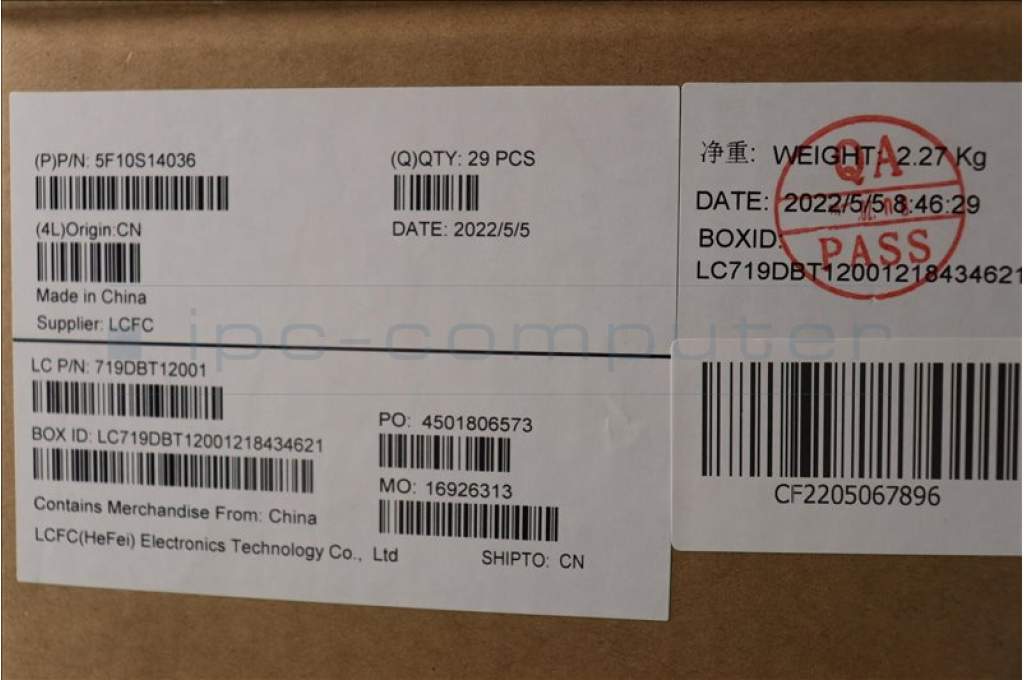 (P)P/N: 5F10S14036
(Q)QTY: 29 PCS
(4L)Origin:CN
DATE: 2022/5/5
Made in China
Supplier: LCFC
LC P/N: 719DBT12001
BOX ID: LC719DBT12001218434621
PO: 4501806573
MO: 16926313
Contains Merchandise From: China
LCFC(HeFei) Electronics Technology Co., Ltd
SHIPTO: CN
净重: WEIGHT: 2.27 Kg
DATE: 2022/5/5 8:46:29
BOXID:
LC719DBT12001218434621
QA
PASS
CF2205067896
ipc-computer